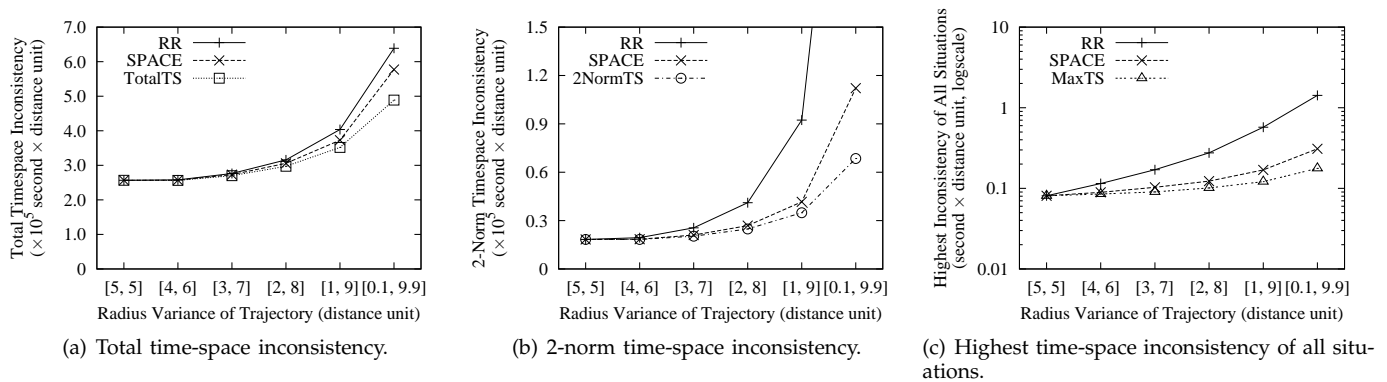 Total Timespace Inconsistency
(×10⁵ second × distance unit)
7.0
6.0
5.0
4.0
3.0
2.0
1.0
0
RR
SPACE
TotalTS
[5, 5] [4, 6] [3, 7] [2, 8] [1, 9] [0.1, 9.9]
Radius Variance of Trajectory (distance unit)
(a) Total time-space inconsistency.
2-Norm Timespace Inconsistency
(×10⁵ second × distance unit)
1.5
1.2
0.9
0.6
0.3
0
RR
SPACE
2NormTS
[5, 5] [4, 6] [3, 7] [2, 8] [1, 9] [0.1, 9.9]
Radius Variance of Trajectory (distance unit)
(b) 2-norm time-space inconsistency.
Highest Inconsistency of All Situations
(second × distance unit, logscale)
10
1
0.1
0.01
RR
SPACE
MaxTS
[5, 5] [4, 6] [3, 7] [2, 8] [1, 9] [0.1, 9.9]
Radius Variance of Trajectory (distance unit)
(c) Highest time-space inconsistency of all situ-
ations.